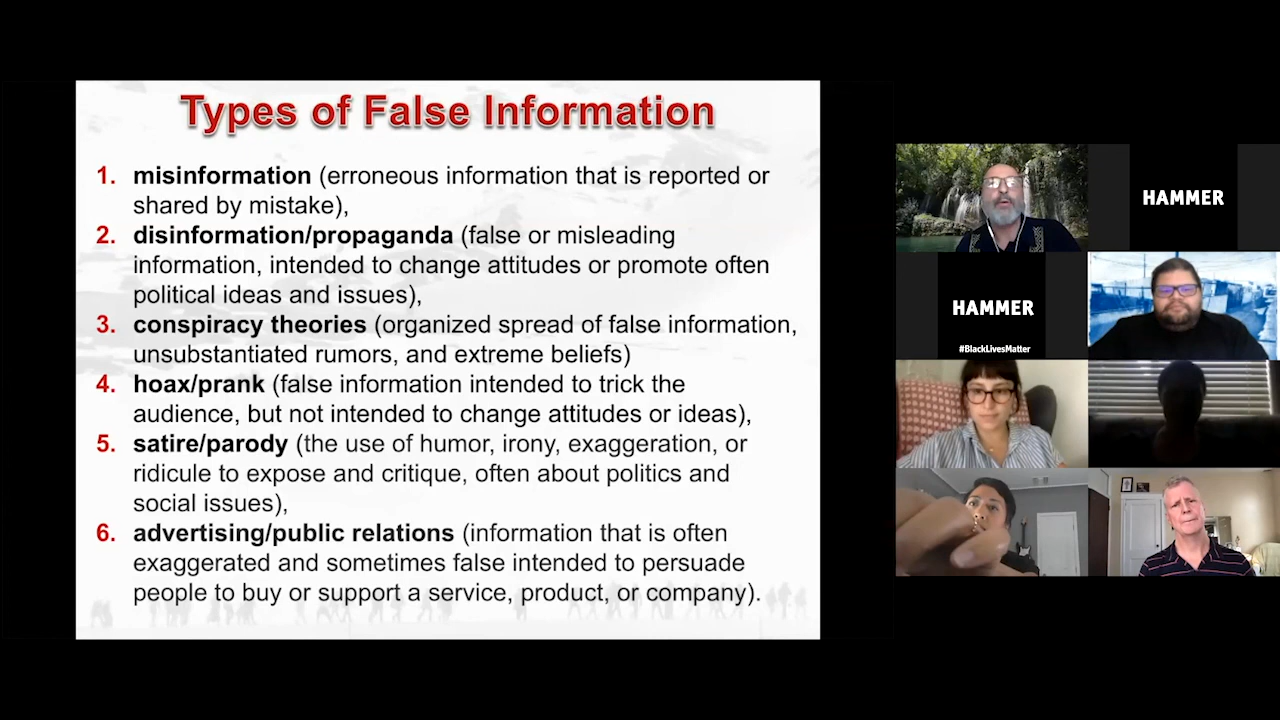 Types of False Information
1. misinformation (erroneous information that is reported or
shared by mistake),
2. disinformation/propaganda (false or misleading
information, intended to change attitudes or promote often
political ideas and issues),
3. conspiracy theories (organized spread of false information,
unsubstantiated rumors, and extreme beliefs)
4. hoax/prank (false information intended to trick the
audience, but not intended to change attitudes or ideas),
5. satire/parody (the use of humor, irony, exaggeration, or
ridicule to expose and critique, often about politics and
social issues),
6. advertising/public relations (information that is often
exaggerated and sometimes false intended to persuade
people to buy or support a service, product, or company).
HAMMER
HAMMER
#BlackLivesMatter